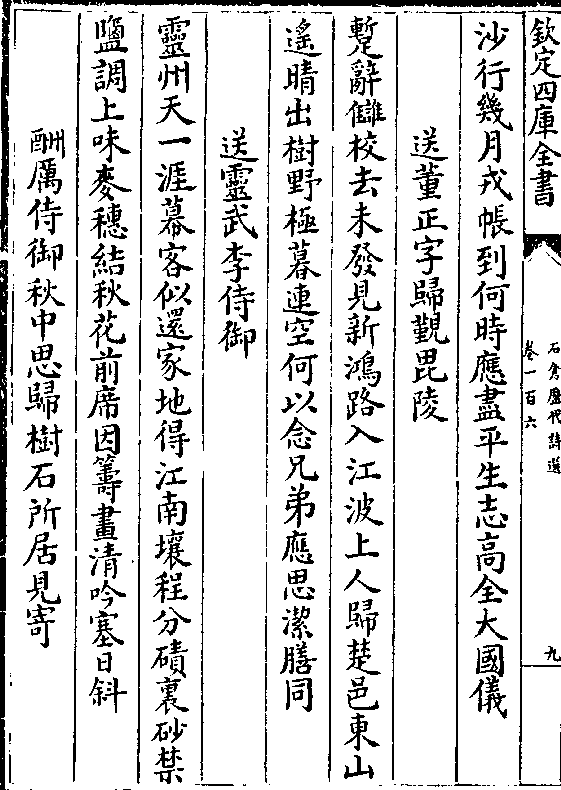 欽定四庫全書
石倉歷代詩選
卷一百六
九
沙行幾月戎帳到何時應盡平生志高全大國儀
送董正字歸覲毘陵
蹔辭讎校去未發見新鴻路入江波上人歸楚邑東山
遙晴出樹野極暮連空何以念兄弟應思潔膳同
送靈武李侍御
靈州天一涯幕客似還家地得江南壤程分磧裏砂禁
鹽調上味麥穗結秋花前席因籌畫清吟塞日斜
酬厲侍御秋中思歸樹石所居見寄